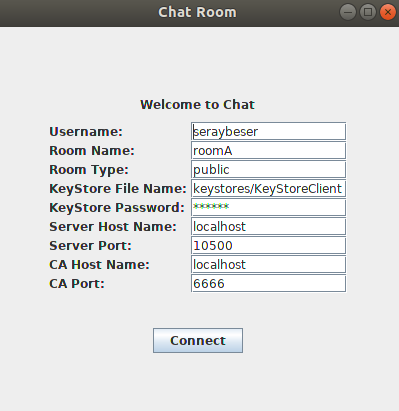 Chat Room
Welcome to Chat
Username: seraybeser
Room Name: roomA
Room Type: public
KeyStore File Name: keystores/KeyStoreClient
KeyStore Password: ******
Server Host Name: localhost
Server Port: 10500
CA Host Name: localhost
CA Port: 6666
Connect